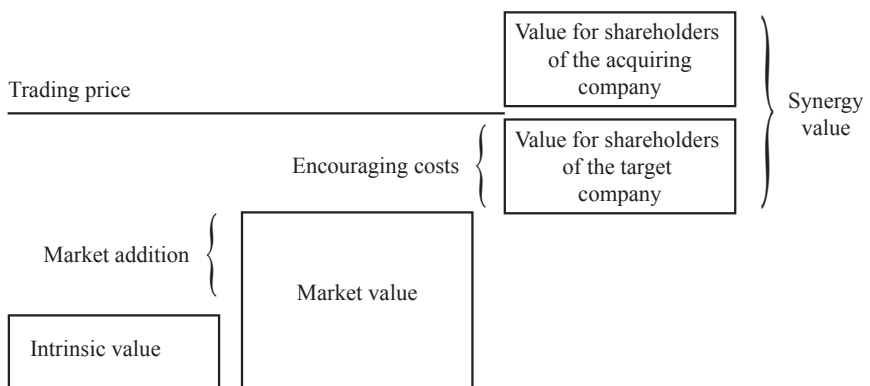 Value for shareholders
of the acquiring
company
Trading price
Synergy
value
Value for shareholders
of the target
company
Encouraging costs
Market addition
Market value
Intrinsic value